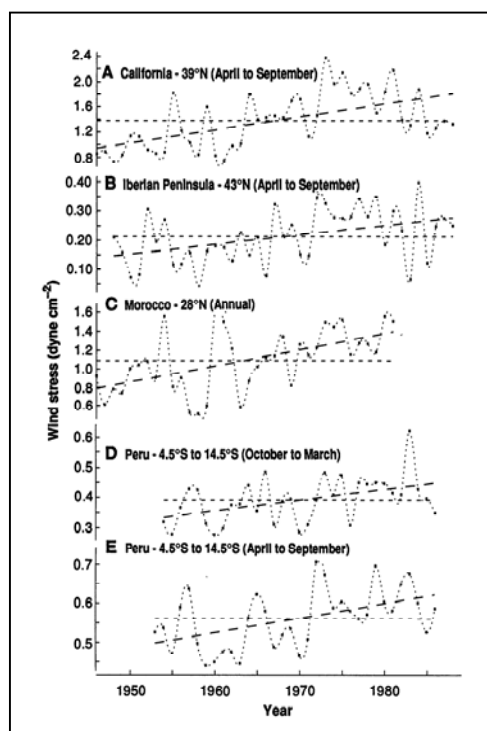 2.4
A California - 39°N (April to September)
2.0
1.6
1.2
0.8
0.40
B Iberian Peninsula - 43°N (April to September)
0.30
0.20
0.10
C Morocco - 28°N (Annual)
1.6
1.4
1.2
1.0
0.8
0.6
Wind stress (dyne cm⁻²)
0.6
D Peru - 4.5°S to 14.5°S (October to March)
0.5
0.4
0.3
E Peru - 4.5°S to 14.5°S (April to September)
0.7
0.6
0.5
1950 1960 1970 1980
Year